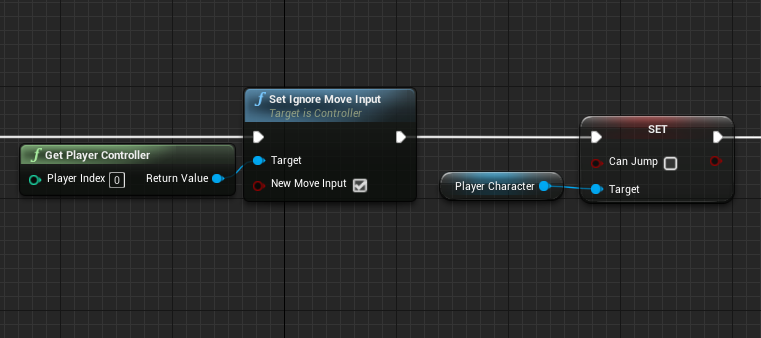 Set Ignore Move Input
Target is Controller
Target
New Move Input
Get Player Controller
Player Index 0 Return Value
Player Character
SET
Can Jump
Target